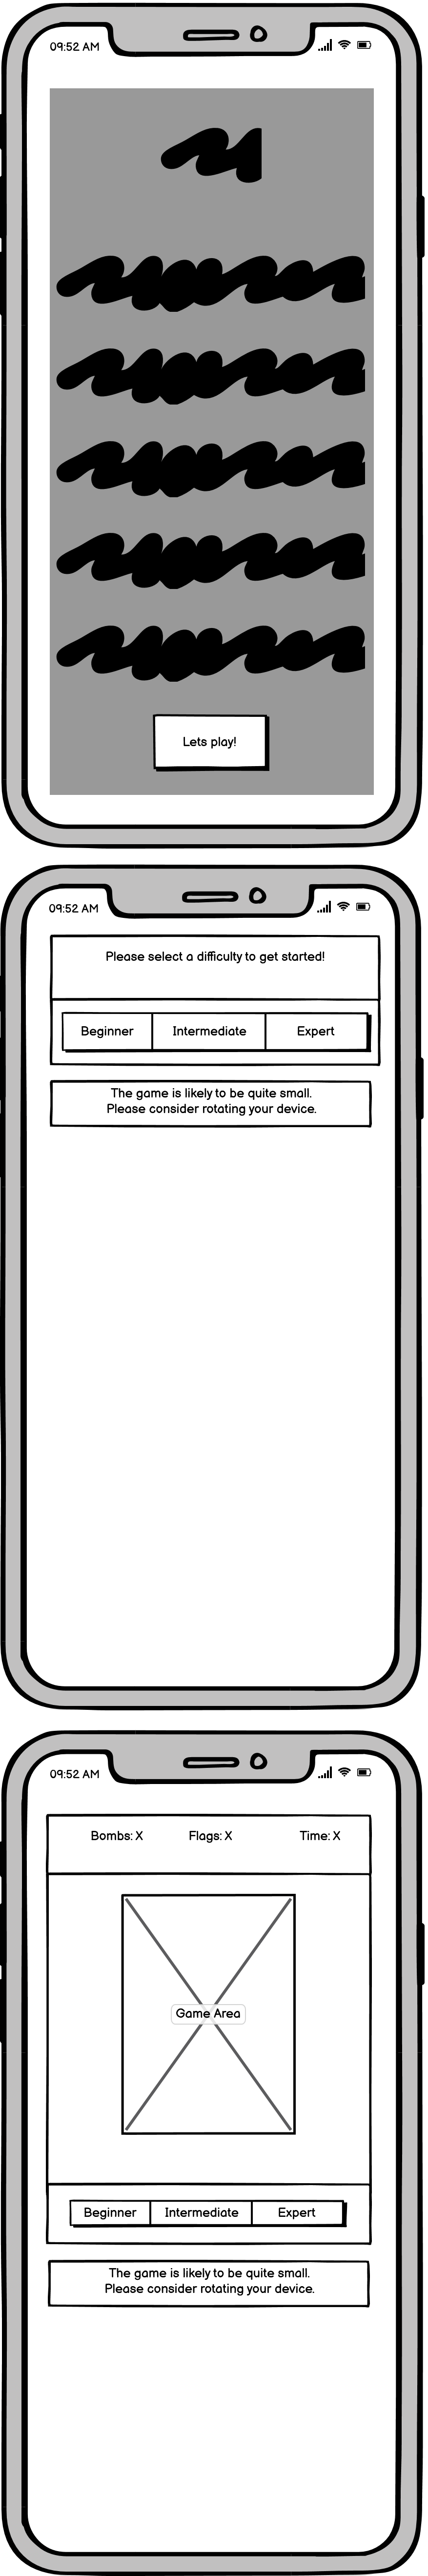 09:52 AM
Lets play!
09:52 AM
Please select a difficulty to get started!
Beginner Intermediate Expert
The game is likely to be quite small.
Please consider rotating your device.
09:52 AM
Bombs: X Flags: X Time: X
Game Area
Beginner Intermediate Expert
The game is likely to be quite small.
Please consider rotating your device.